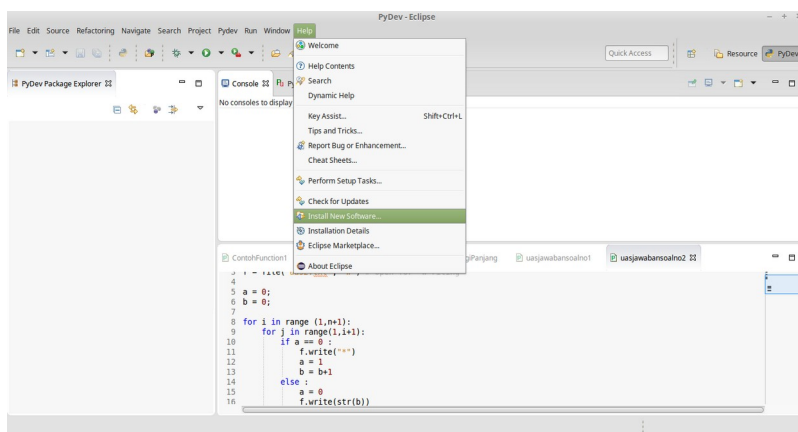 PyDev - Eclipse
File Edit Source Refactoring Navigate Search Project Pydev Run Window Help
Quick Access
Resource
PyDev
PyDev Package Explorer
Console
No consoles to display
Welcome
Help Contents
Search
Dynamic Help
Key Assist... Shift+Ctrl+L
Tips and Tricks...
Report Bug or Enhancement...
Cheat Sheets...
Perform Setup Tasks...
Check for Updates
Install New Software...
Installation Details
Eclipse Marketplace...
About Eclipse
ContohFunction1
giPanjang
uasjawabansoalno1
uasjawabansoalno2
4
5 a = 0;
6 b = 0;
7
8 for i in range (1,n+1):
9 for j in range(1,i+1):
10 if a == 0 :
11 f.write("*")
12 a = 1
13 b = b+1
14 else :
15 a = 0
16 f.write(str(b))